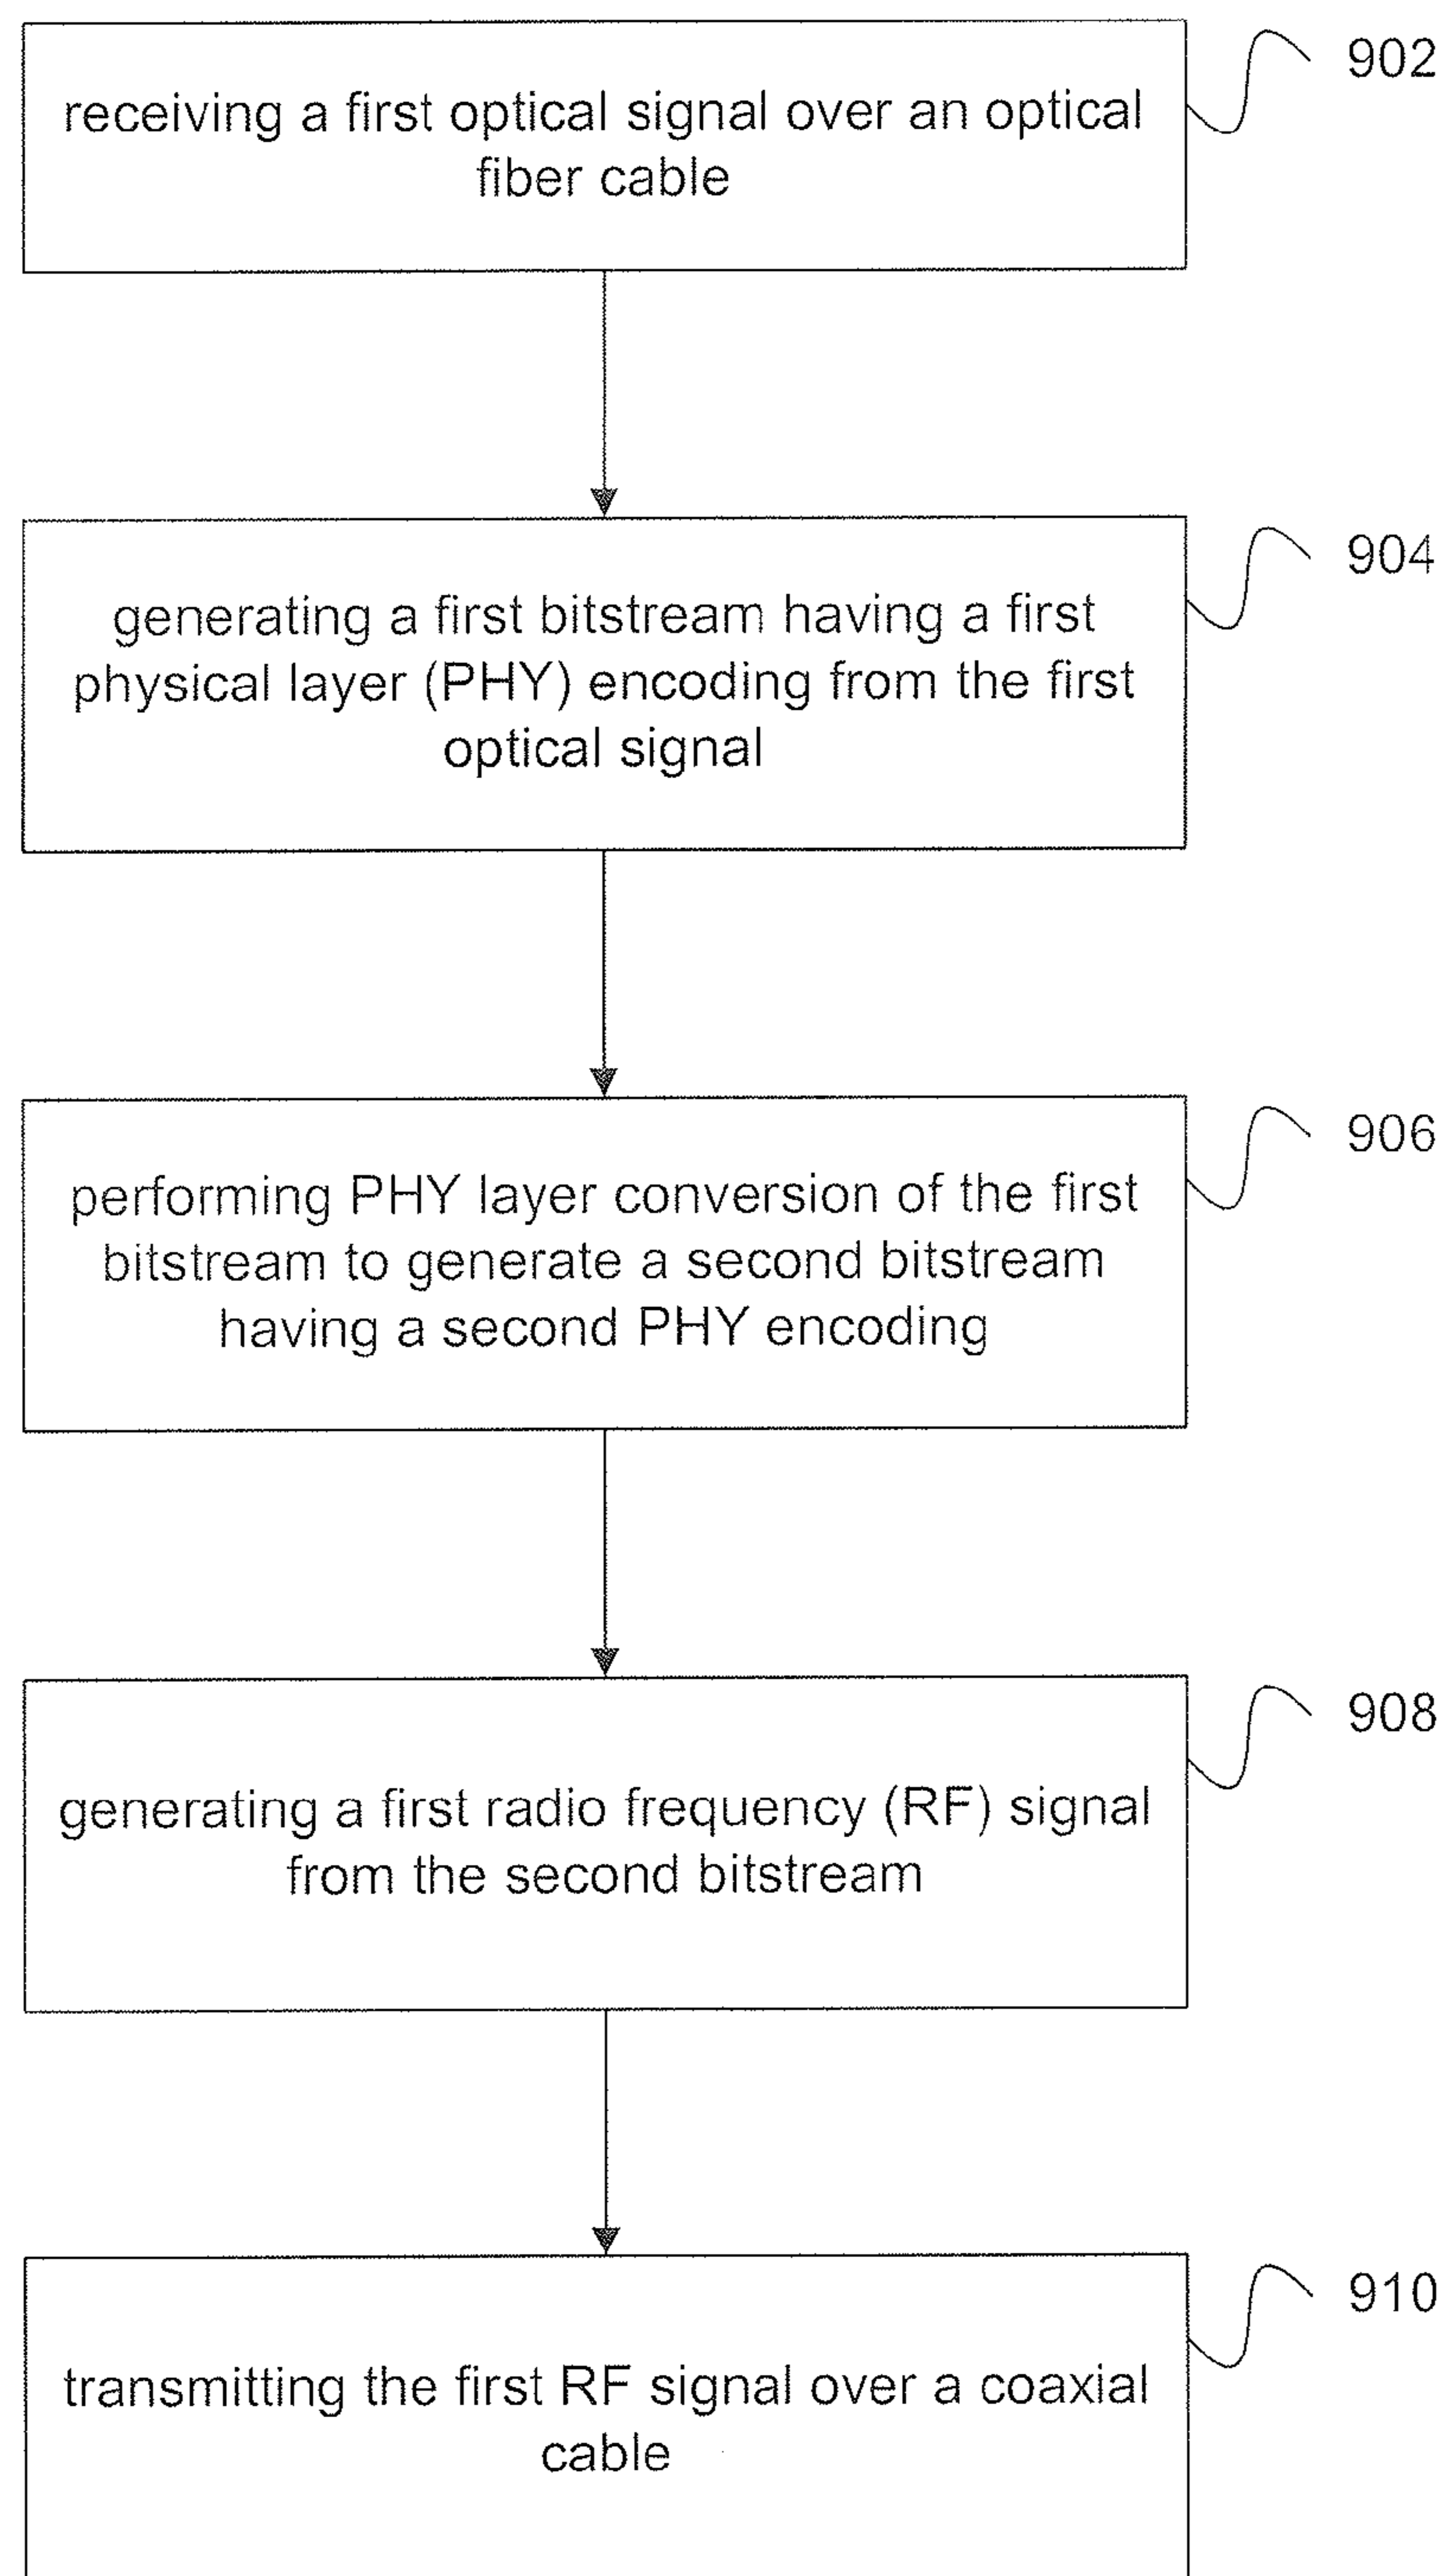 902
receiving a first optical signal over an optical
fiber cable
904
generating a first bitstream having a first
physical layer (PHY) encoding from the first
optical signal
906
performing PHY layer conversion of the first
bitstream to generate a second bitstream
having a second PHY encoding
908
generating a first radio frequency (RF) signal
from the second bitstream
910
transmitting the first RF signal over a coaxial
cable